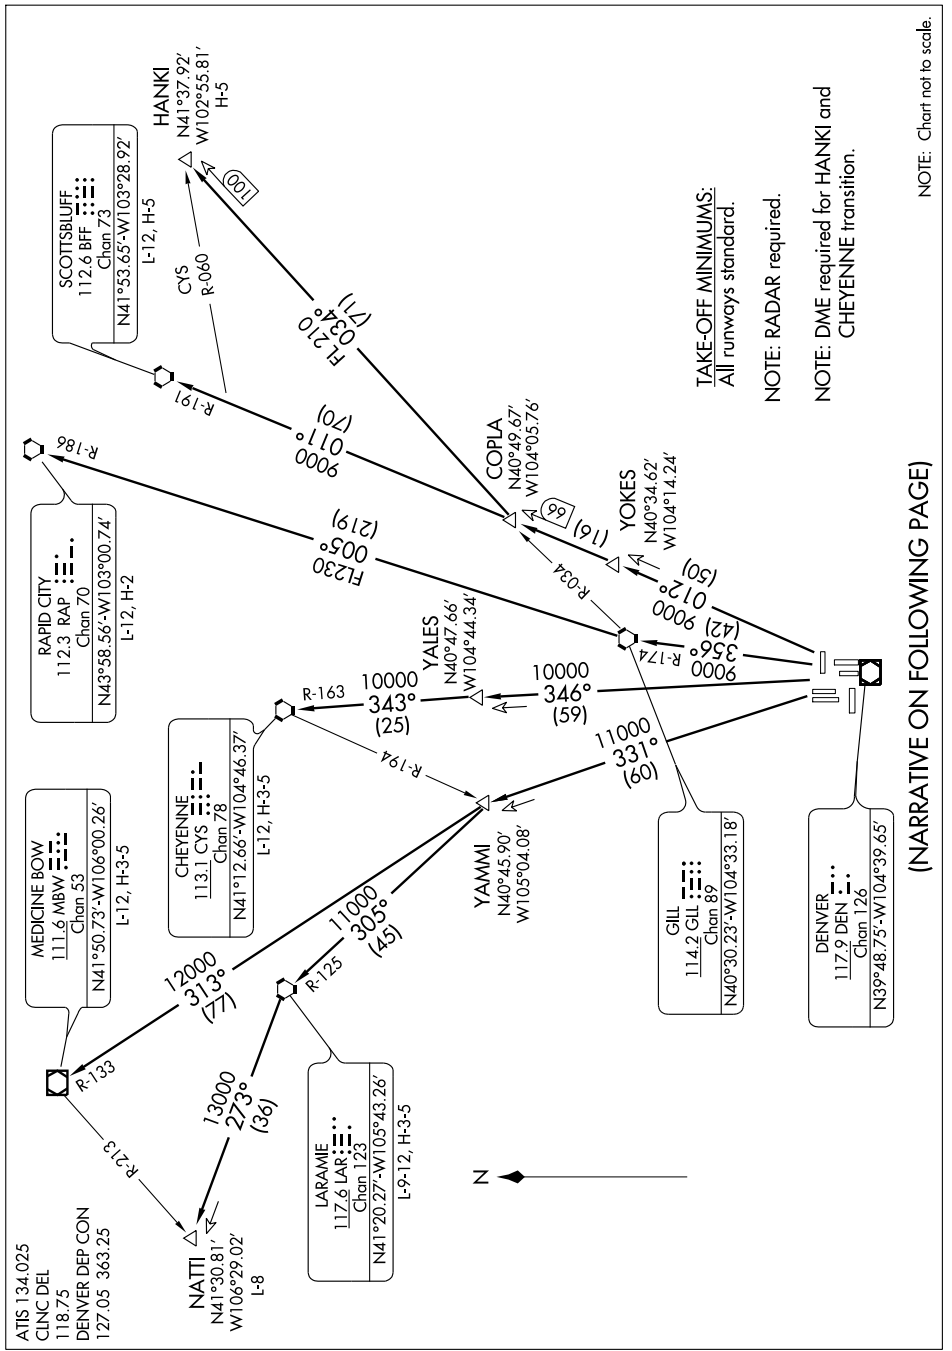 ATIS 134.025
CLNC DEL
118.75
DENVER DEP CON
127.05 363.25
NATTI
N41°30.81'
W106°29.02'
L-8
R-213
MEDICINE BOW
111.6 MBW
Chan 53
N41°50.73'-W106°00.26'
L-12, H-3-5
R-133
12000
313°
(77)
13000
273°
(36)
LARAMIE
117.6 LAR
Chan 123
N41°20.27'-W105°43.26'
L-9-12, H-3-5
R-125
11000
305°
(45)
CHEYENNE
113.1 CYS
Chan 78
N41°12.66'-W104°46.37'
L-12, H-3-5
R-163
R-194
10000
343°
(25)
YALES
N40°47.66'
W104°44.34'
YAMMI
N40°45.90'
W105°04.08'
10000
346°
(59)
11000
331°
(60)
RAPID CITY
112.3 RAP
Chan 70
N43°58.56'-W103°00.74'
L-12, H-2
R-186
FL230
005°
(219)
SCOTTSBLUFF
112.6 BFF
Chan 73
N41°53.65'-W103°28.92'
L-12, H-5
R-191
9000
011°
(70)
CYS
R-060
HANKI
N41°37.92'
W102°55.81'
H-5
100
FL210
034°
(71)
COPLA
N40°49.67'
W104°05.76'
66
(16)
R-034
YOKES
N40°34.62'
W104°14.24'
9000
012°
(50)
R-174
9000
356°
(42)
GILL
114.2 GLL
Chan 89
N40°30.23'-W104°33.18'
DENVER
117.9 DEN
Chan 126
N39°48.75'-W104°39.65'
N
TAKE-OFF MINIMUMS:
All runways standard.
NOTE: RADAR required.
NOTE: DME required for HANKI and
CHEYENNE transition.
(NARRATIVE ON FOLLOWING PAGE)
NOTE: Chart not to scale.